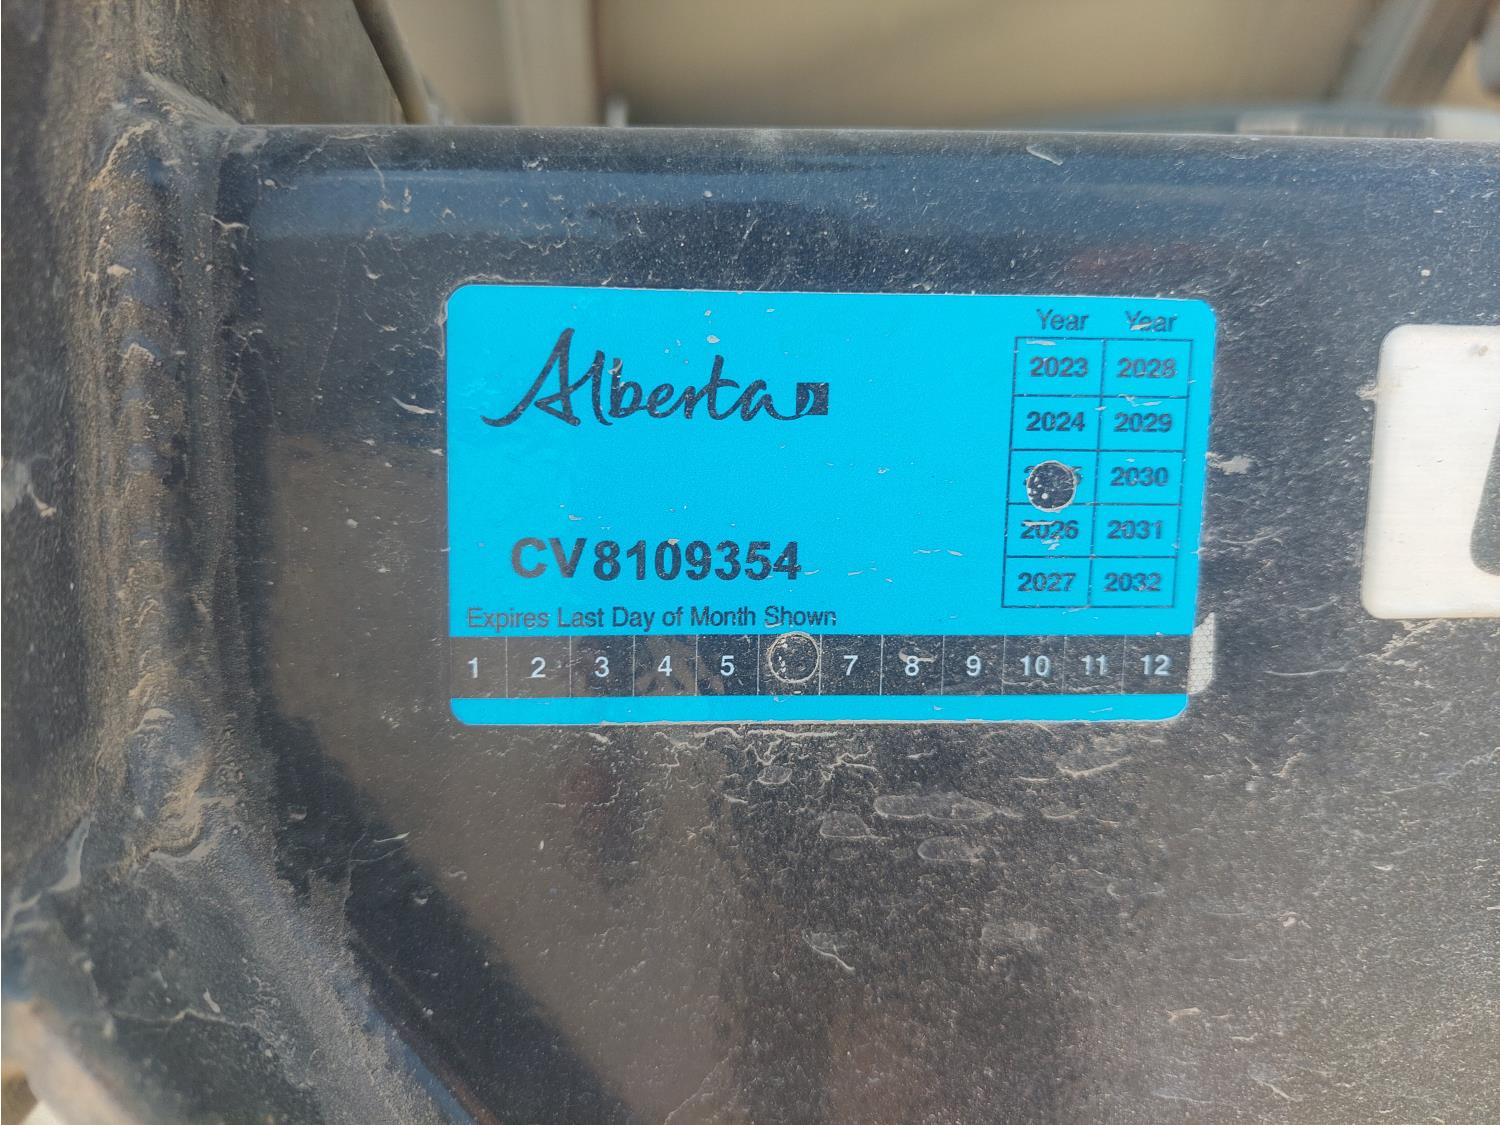 Alberta
Year Year
2023 2028
2024 2029
2030
2026 2031
2027 2032
CV8109354
Expires Last Day of Month Shown
1 2 3 4 5 7 8 9 10 11 12